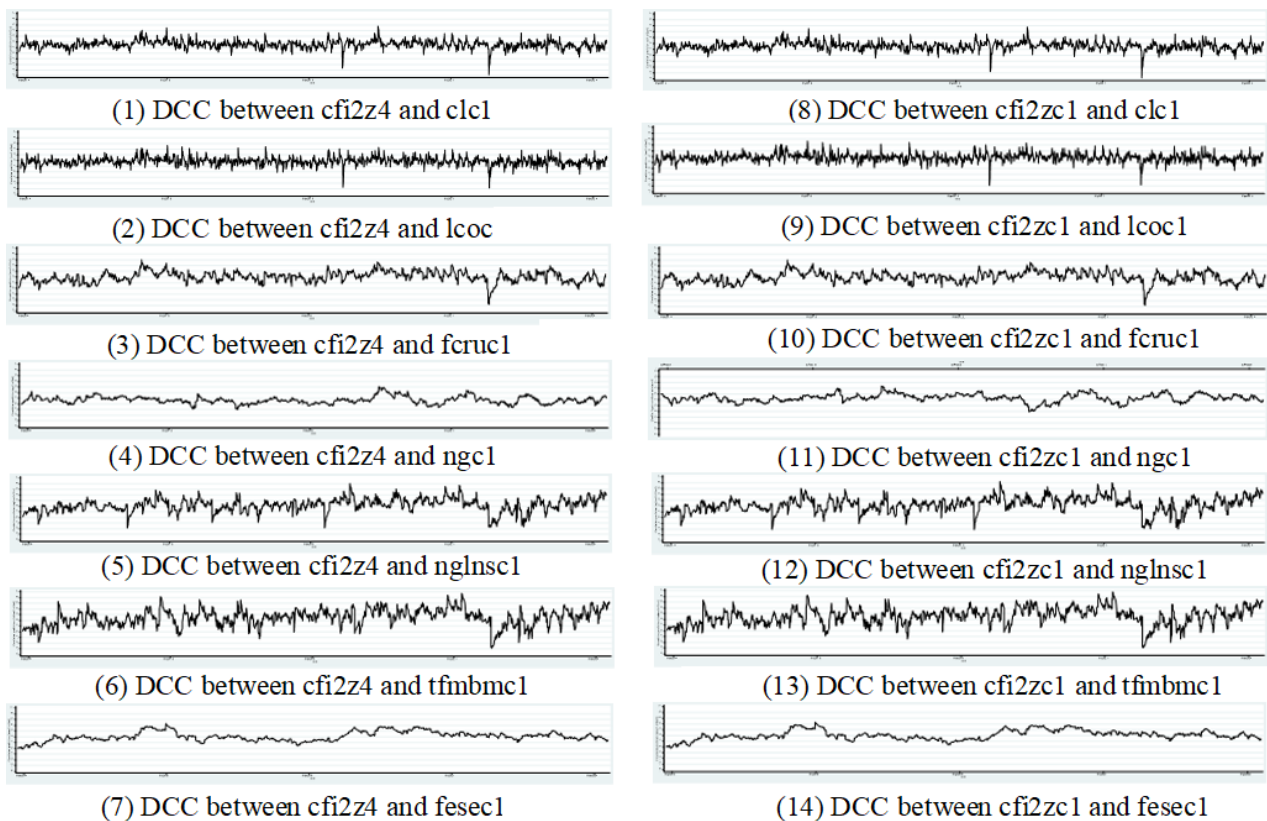 (1) DCC between cfi2z4 and clc1
(8) DCC between cfi2zc1 and clc1
(2) DCC between cfi2z4 and lcoc
(9) DCC between cfi2zc1 and lcoc1
(3) DCC between cfi2z4 and fcruc1
(10) DCC between cfi2zc1 and fcruc1
(4) DCC between cfi2z4 and ngc1
(11) DCC between cfi2zc1 and ngc1
(5) DCC between cfi2z4 and nglnsc1
(12) DCC between cfi2zc1 and nglnsc1
(6) DCC between cfi2z4 and tfmbmc1
(13) DCC between cfi2zc1 and tfmbmc1
(7) DCC between cfi2z4 and fesec1
(14) DCC between cfi2zc1 and fesec1